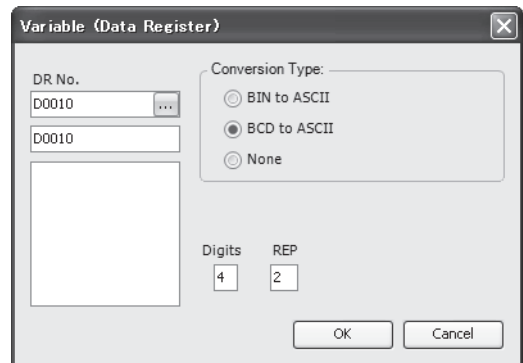 Variable (Data Register)
DR No.
D0010 ...
D0010
Conversion Type:
BIN to ASCII
BCD to ASCII
None
Digits REP
4 2
OK Cancel